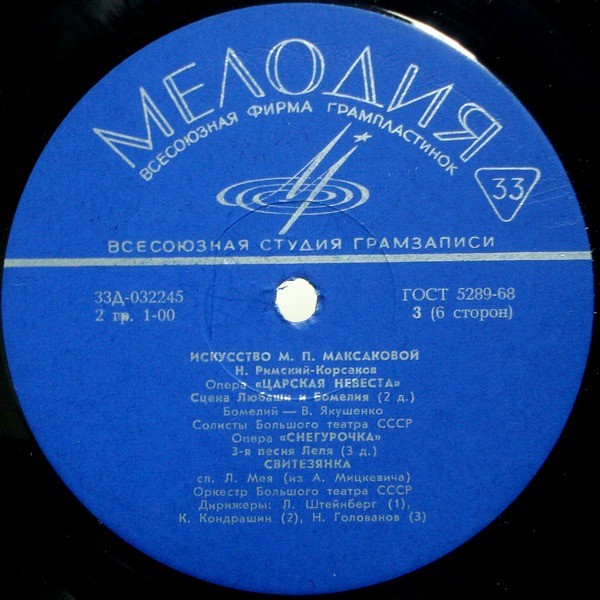 МЕЛОДИЯ
ВСЕСОЮЗНАЯ ФИРМА ГРАМПЛАСТИНОК
33
ВСЕСОЮЗНАЯ СТУДИЯ ГРАМЗАПИСИ
33Д-032245
2 гр. 1-00
ГОСТ 5289-68
3 (6 сторон)
ИСКУССТВО М. П. МАКСАКОВОЙ
Н. Римский-Корсаков
Опера «ЦАРСКАЯ НЕВЕСТА»
Сцена Любаши и Бомелия (2 д.)
Бомелий — В. Якушенко
Солисты Большого театра СССР
Опера «СНЕГУРОЧКА»
3-я песня Леля (3 д.)
СВИТЕЗЯНКА
сл. Л. Мея (из А. Мицкевича)
Оркестр Большого театра СССР
Дирижеры: Л. Штейнберг (1),
К. Кондрашин (2), Н. Голованов (3)